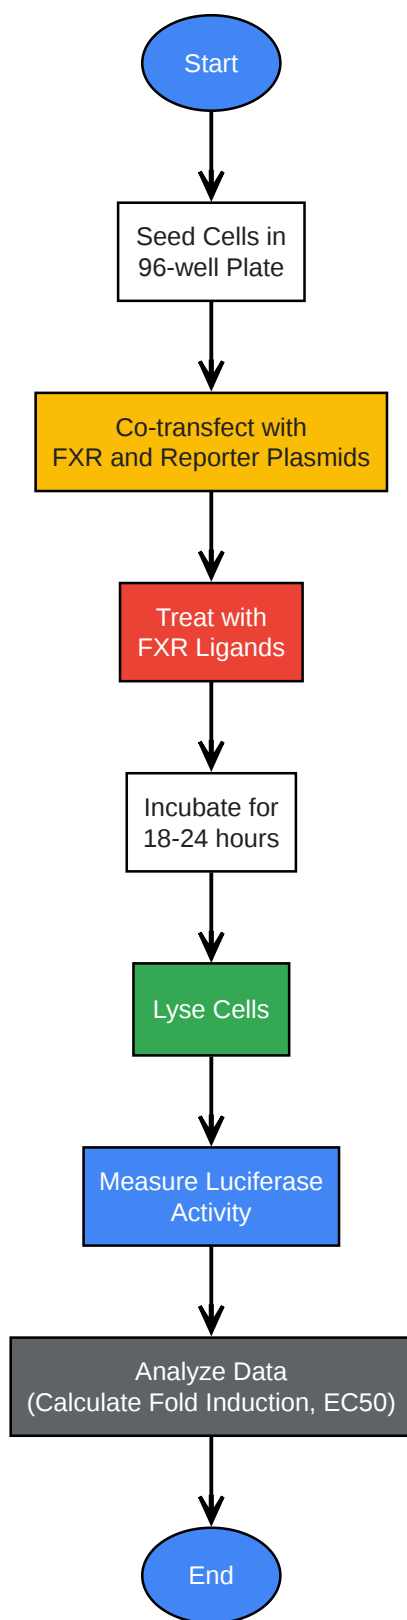 Start
Seed Cells in
96-well Plate
Co-transfect with
FXR and Reporter Plasmids
Treat with
FXR Ligands
Incubate for
18-24 hours
Lyse Cells
Measure Luciferase
Activity
Analyze Data
(Calculate Fold Induction, EC50)
End